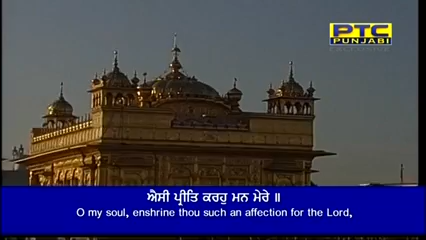 PTC
PUNJABI
ਐਸੀ ਪ੍ਰੀਤਿ ਕਰਹੁ ਮਨ ਮੇਰੇ ॥
O my soul, enshrine thou such an affection for the Lord,